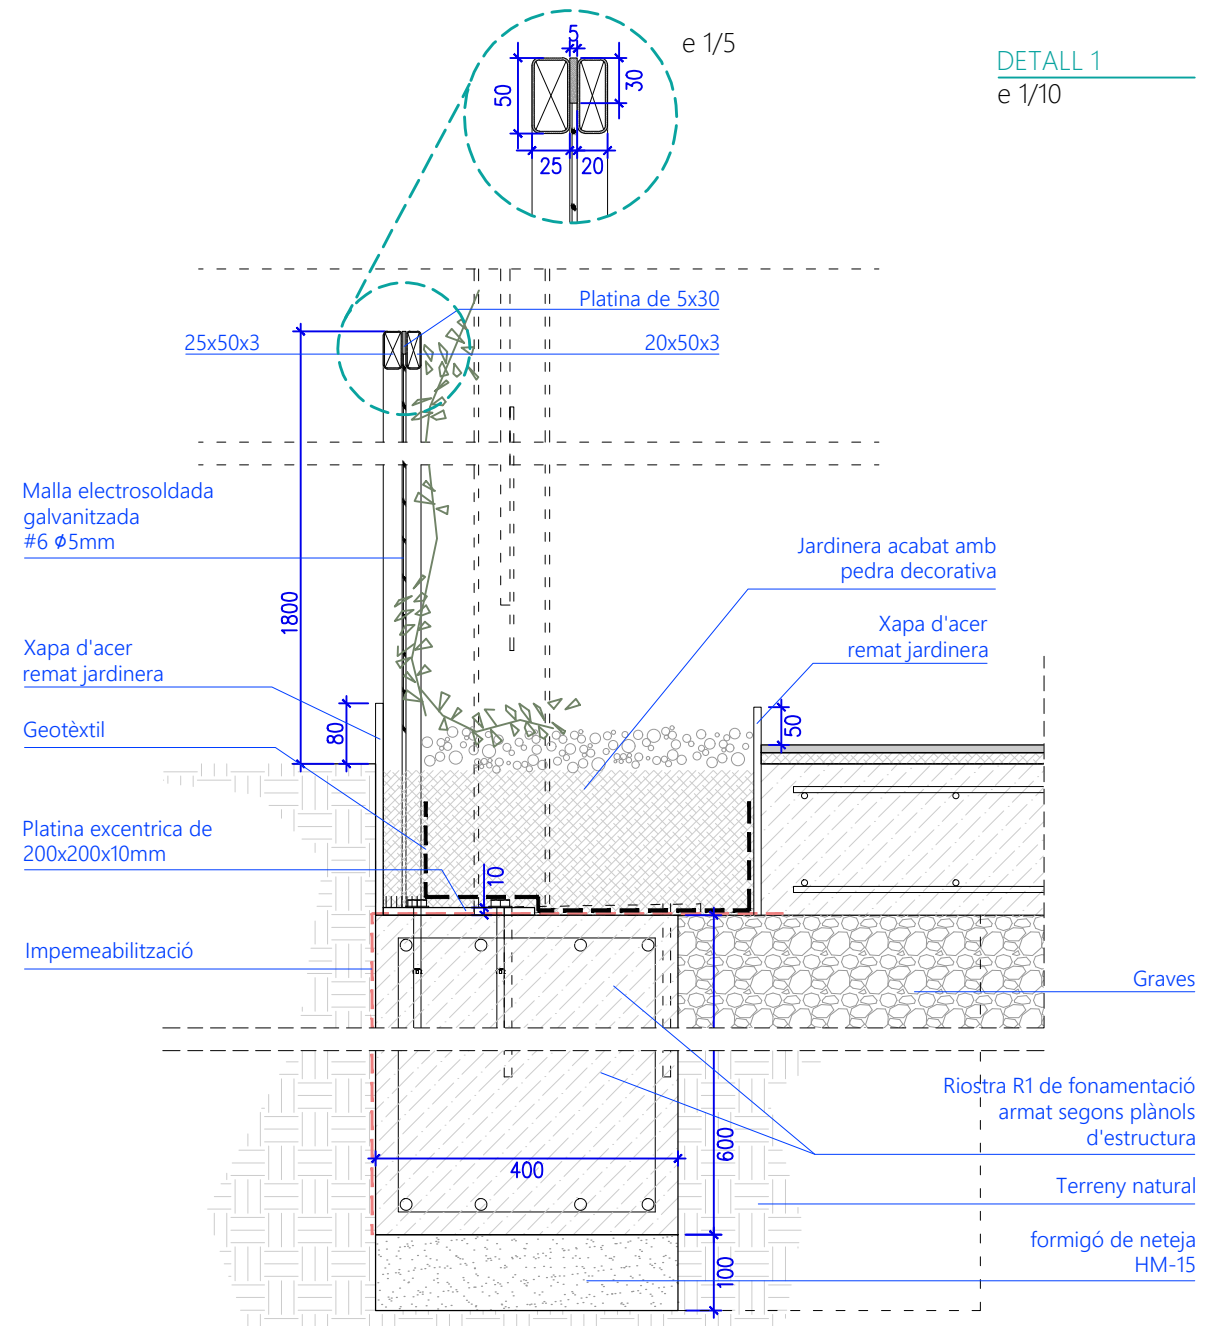 5
e 1/5
DETALL 1
e 1/10
50
30
25
20
Platina de 5x30
25x50x3
20x50x3
Malla electrosoldada
galvanitzada
#6 ϕ5mm
1800
Jardinera acabat amb
pedra decorativa
Xapa d'acer
remat jardinera
Xapa d'acer
remat jardinera
80
50
Geotèxtil
Platina excentrica de
200x200x10mm
10
Impemeabilització
Graves
Riostra R1 de fonamentació
armat segons plànols
d'estructura
600
400
Terreny natural
formigó de neteja
HM-15
100